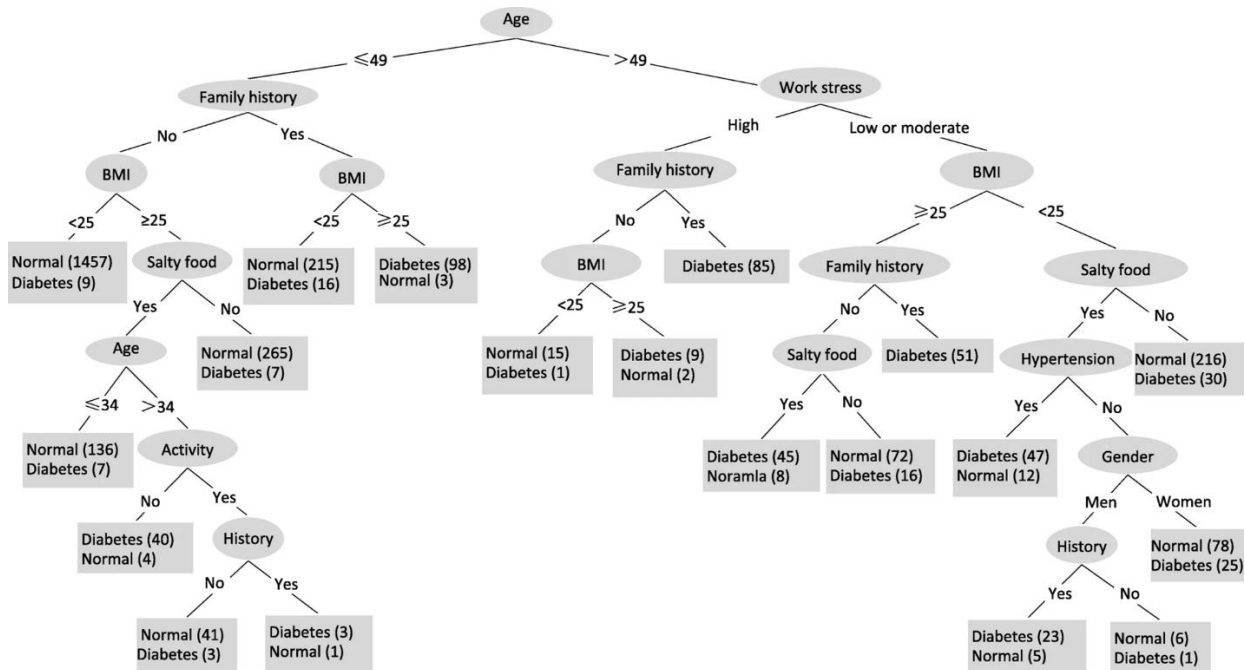 Age
≤49
>49
Family history
Work stress
No
Yes
High
Low or moderate
BMI
BMI
Family history
BMI
<25
≥25
<25
≥25
No
Yes
≥25
<25
Normal (1457)
Diabetes (9)
Salty food
Normal (215)
Diabetes (16)
Diabetes (98)
Normal (3)
BMI
Diabetes (85)
Family history
Salty food
Yes
No
<25
≥25
No
Yes
Yes
No
Age
Normal (265)
Diabetes (7)
Normal (15)
Diabetes (1)
Diabetes (9)
Normal (2)
Salty food
Diabetes (51)
Hypertension
Normal (216)
Diabetes (30)
≤34
>34
Yes
No
Yes
No
Normal (136)
Diabetes (7)
Activity
Diabetes (45)
Noramla (8)
Normal (72)
Diabetes (16)
Diabetes (47)
Normal (12)
Gender
No
Yes
Men
Women
Diabetes (40)
Normal (4)
History
History
Normal (78)
Diabetes (25)
No
Yes
Yes
No
Normal (41)
Diabetes (3)
Diabetes (3)
Normal (1)
Diabetes (23)
Normal (5)
Normal (6)
Diabetes (1)